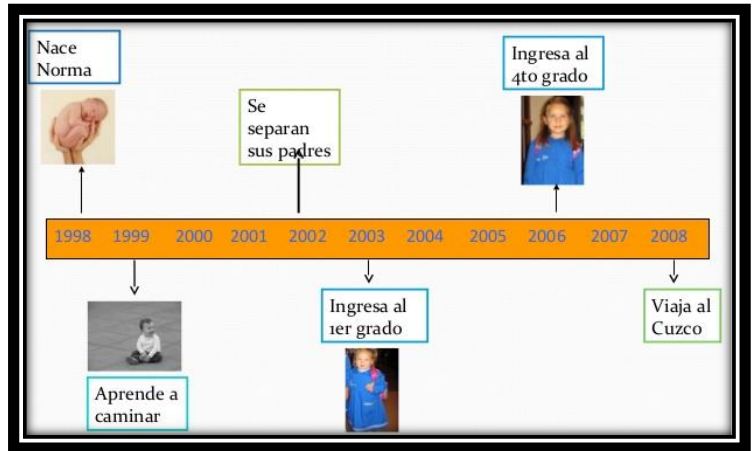 Nace
Norma
Se
separan
sus padres
Ingresa al
4to grado
1998 1999 2000 2001 2002 2003 2004 2005 2006 2007 2008
Aprende a
caminar
Ingresa al
1er grado
Viaja al
Cuzco